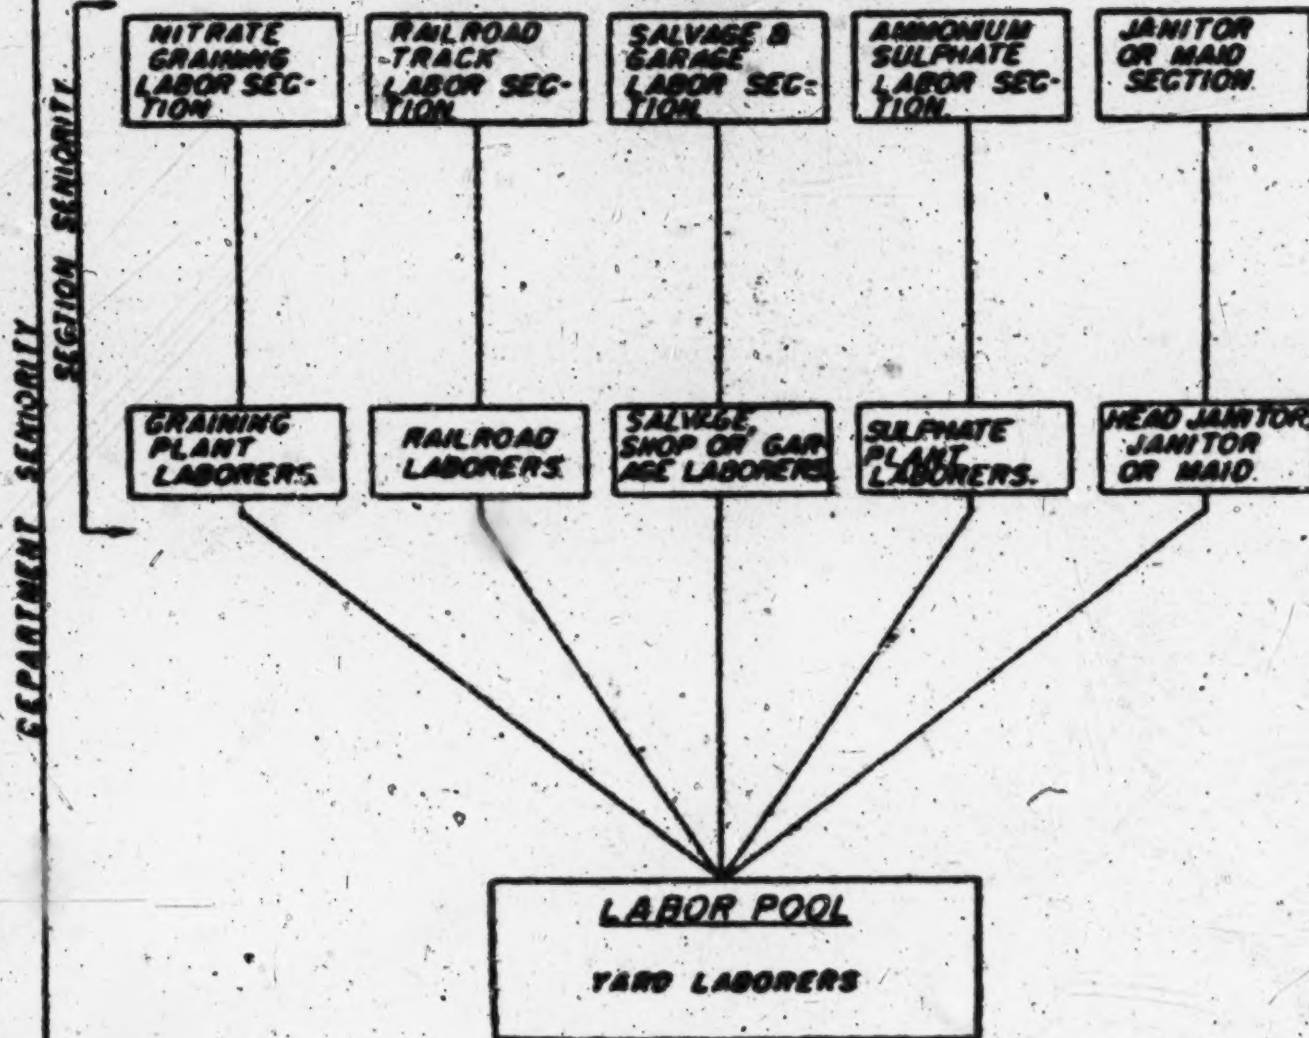 NITRATE
GRAINING
LABOR SEC-
TION
RAILROAD
TRACK
LABOR SEC-
TION
SALVAGE &
GARAGE
LABOR SEC-
TION
AMMONIUM
SULPHATE
LABOR SEC-
TION.
JANITOR
OR MAID
SECTION.
SECTION SENIORITY
DEPARTMENT SENIORITY
GRAINING
PLANT
LABORERS.
RAILROAD
LABORERS.
SALVAGE,
SHOP OR GAR-
AGE LABORERS
SULPHATE
PLANT
LABORERS.
HEAD JANITOR,
JANITOR
OR MAID.
LABOR POOL
YARD LABORERS